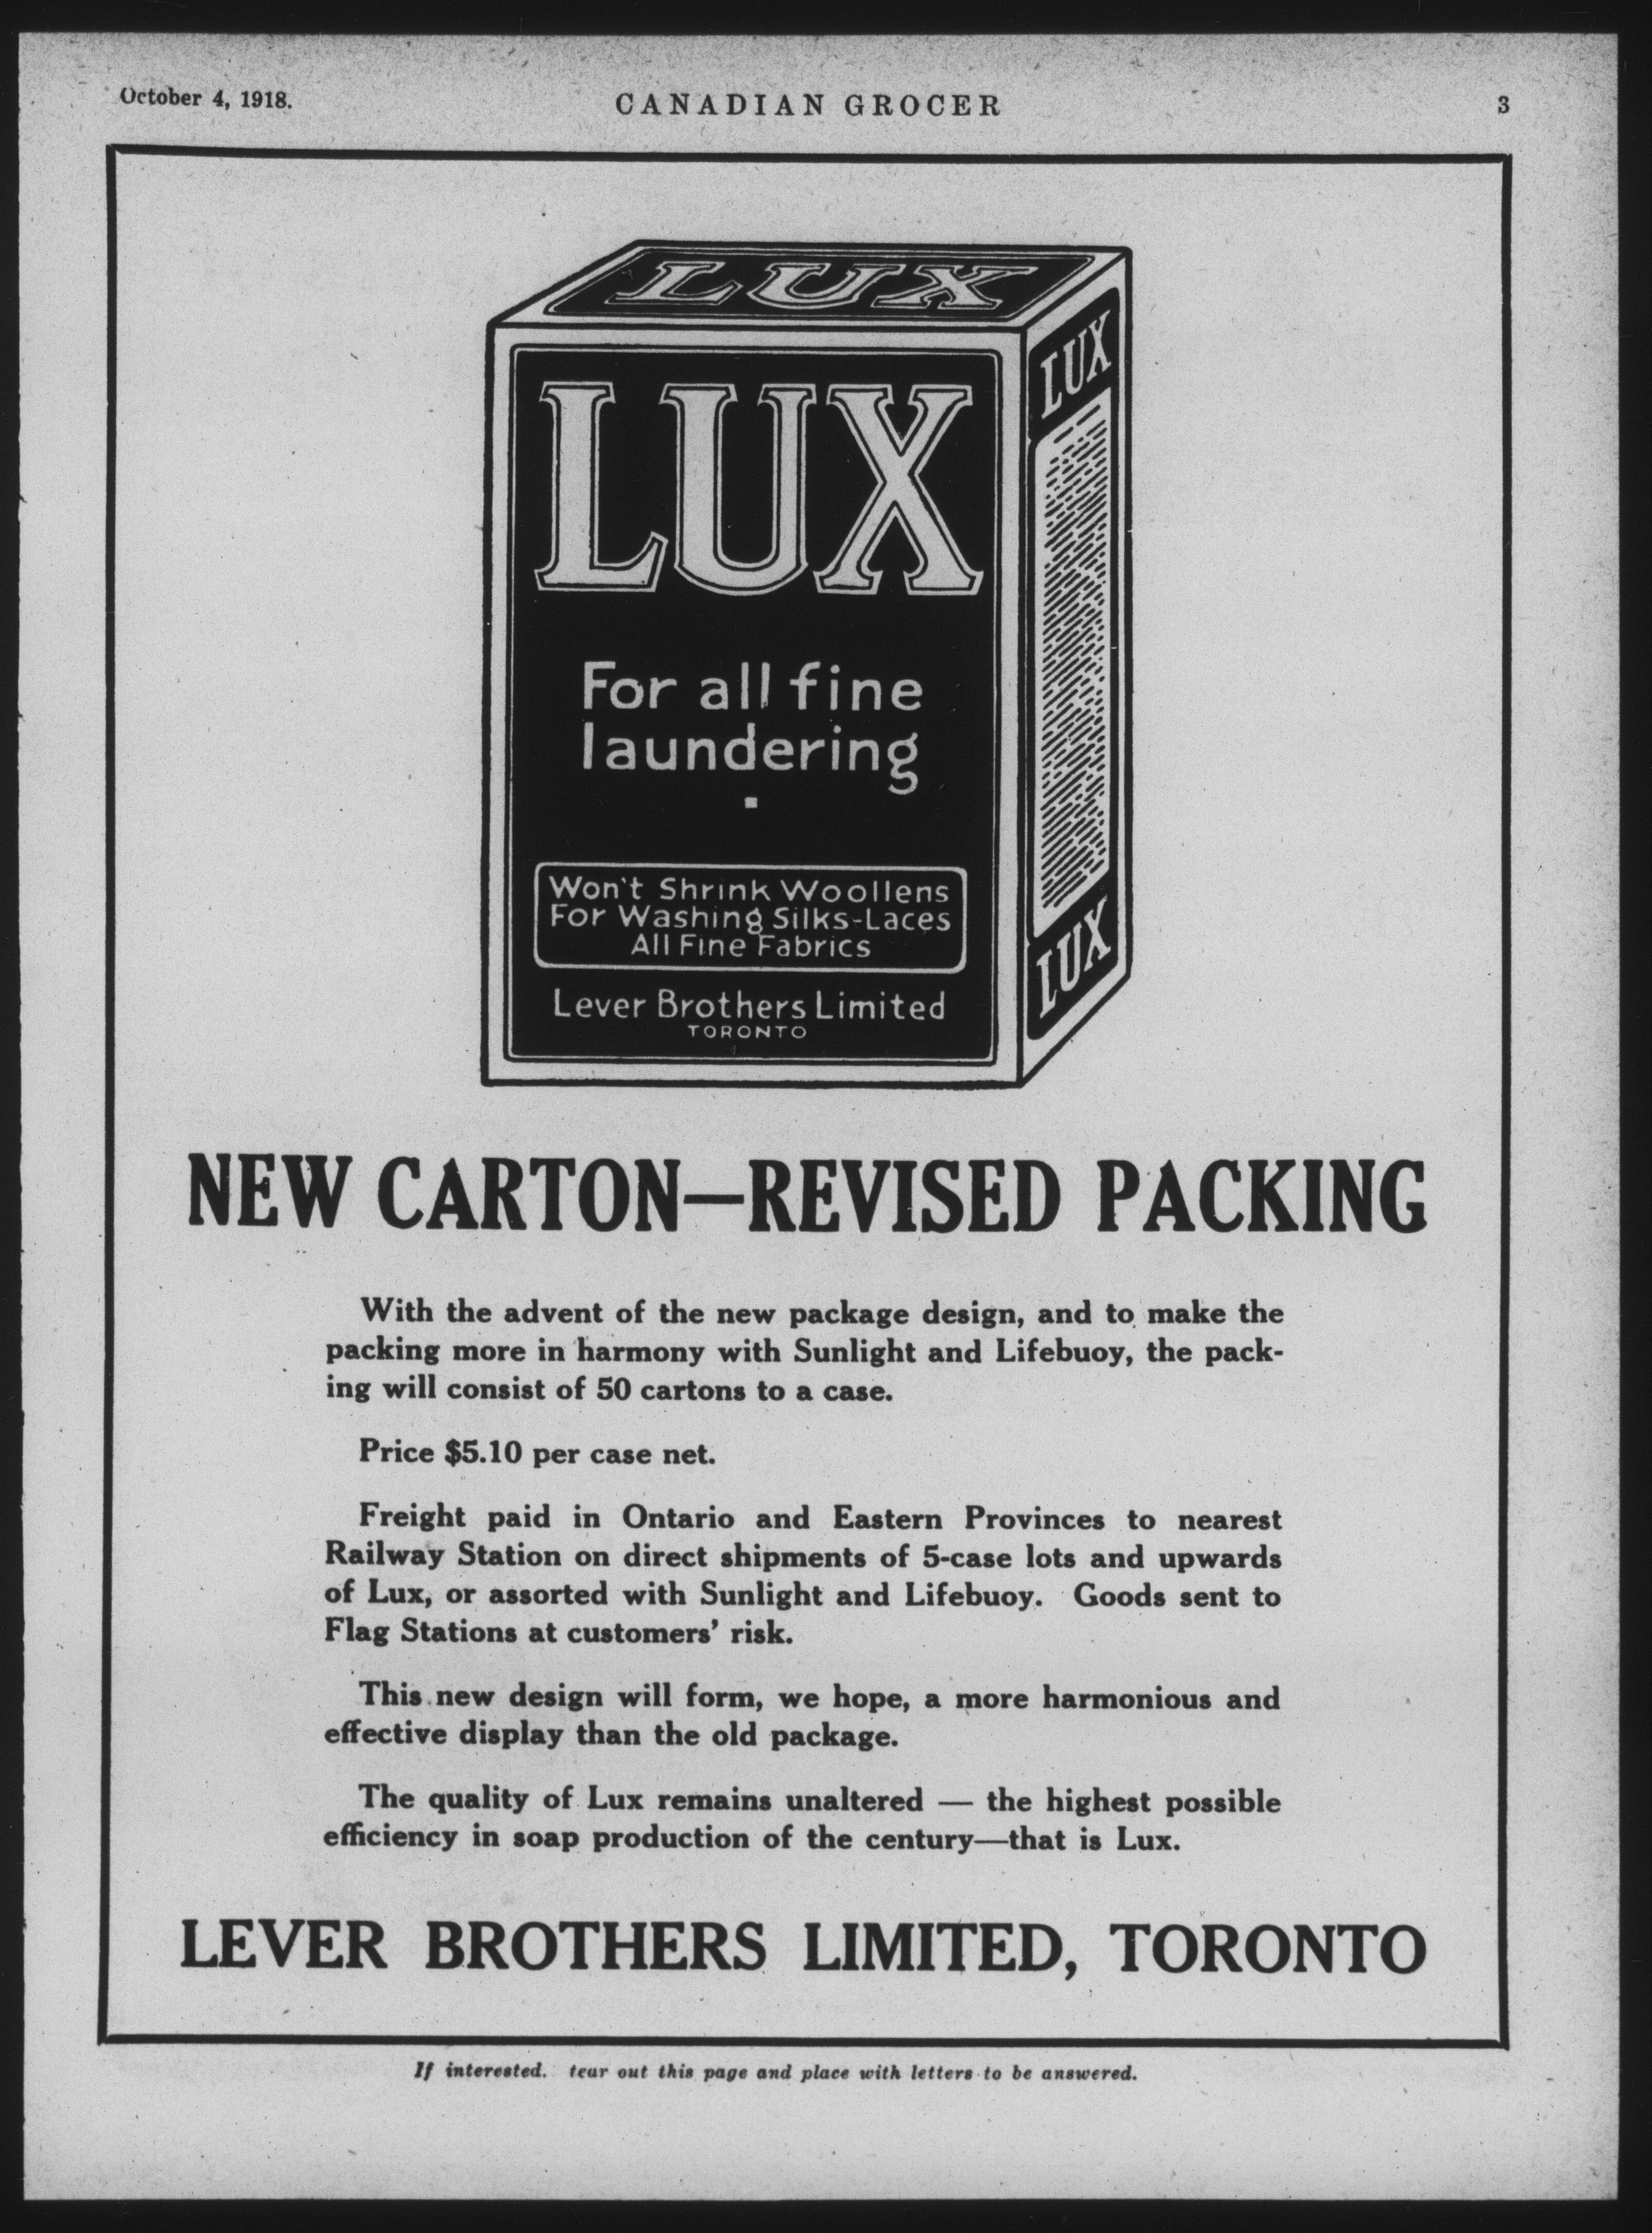 October 4, 1918.
CANADIAN GROCER
3
LUX
LUX
LUX
For all fine
laundering
Won't Shrink Woollens
For Washing Silks-Laces
All Fine Fabrics
Lever Brothers Limited
TORONTO
LUX
NEW CARTON—REVISED PACKING
With the advent of the new package design, and to make the
packing more in harmony with Sunlight and Lifebuoy, the pack-
ing will consist of 50 cartons to a case.
Price $5.10 per case net.
Freight paid in Ontario and Eastern Provinces to nearest
Railway Station on direct shipments of 5-case lots and upwards
of Lux, or assorted with Sunlight and Lifebuoy. Goods sent to
Flag Stations at customers' risk.
This new design will form, we hope, a more harmonious and
effective display than the old package.
The quality of Lux remains unaltered — the highest possible
efficiency in soap production of the century—that is Lux.
LEVER BROTHERS LIMITED, TORONTO
If interested. tear out this page and place with letters to be answered.